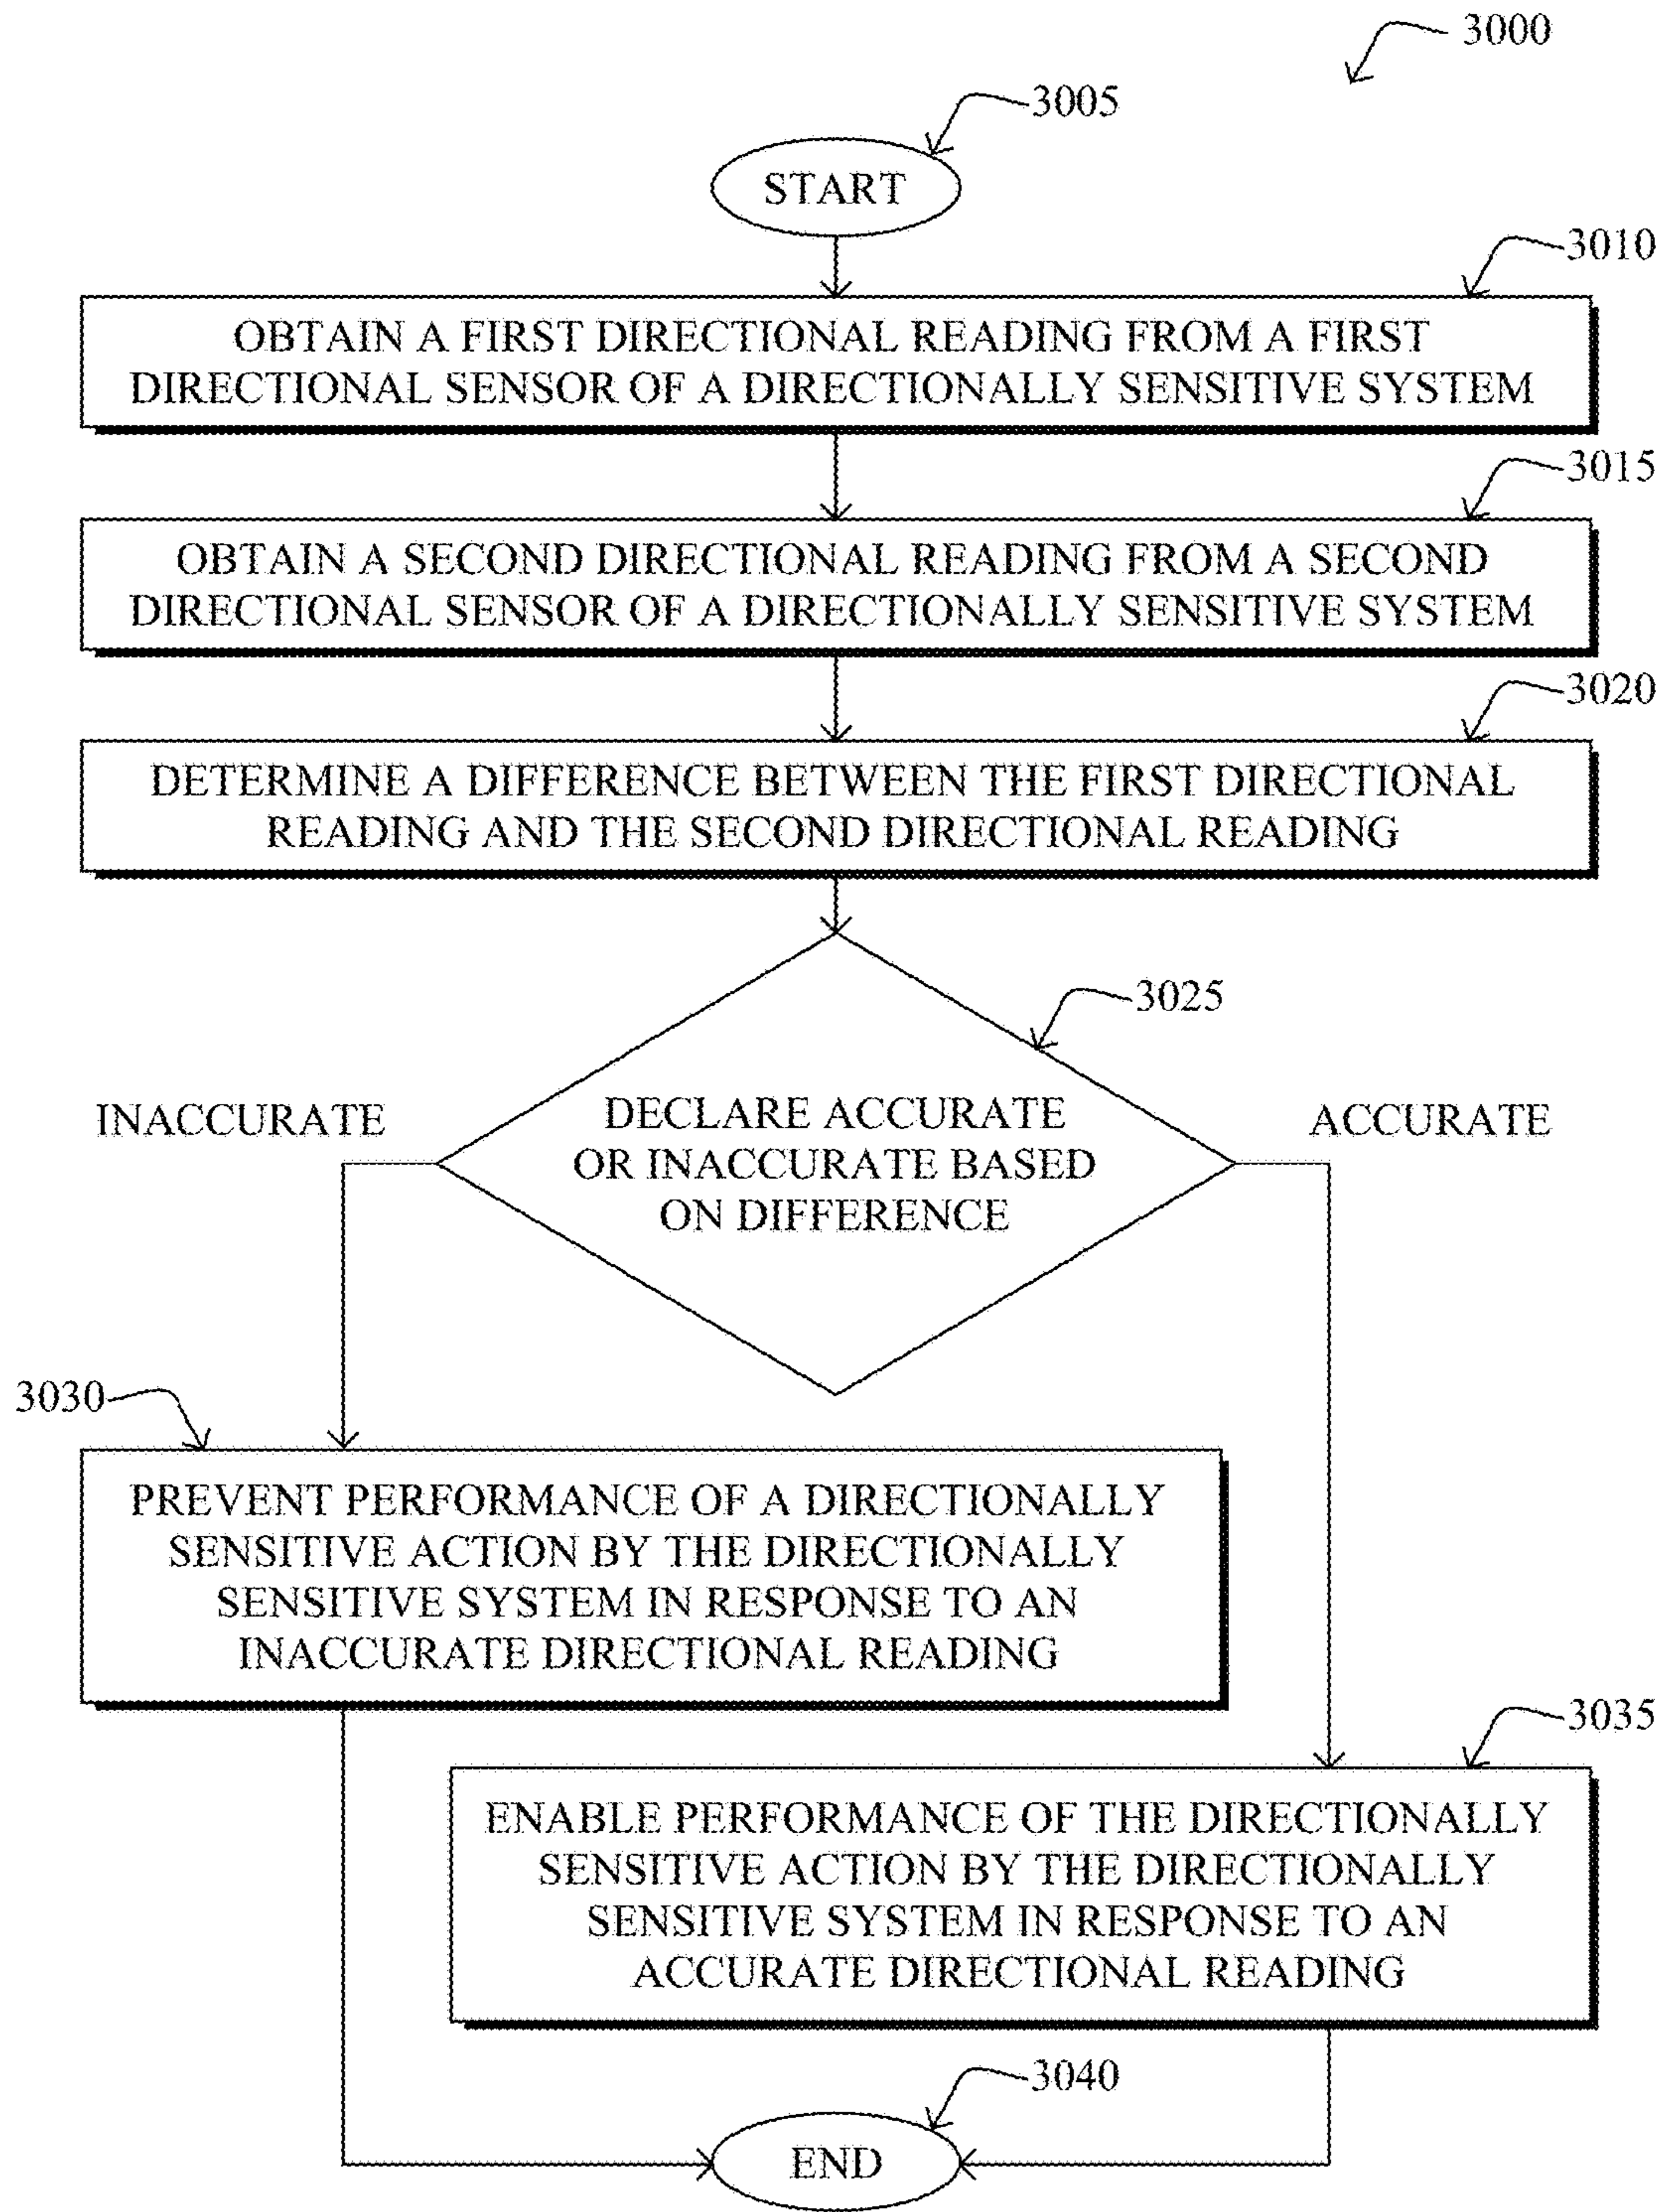 3000
3005
START
3010
OBTAIN A FIRST DIRECTIONAL READING FROM A FIRST
DIRECTIONAL SENSOR OF A DIRECTIONALLY SENSITIVE SYSTEM
3015
OBTAIN A SECOND DIRECTIONAL READING FROM A SECOND
DIRECTIONAL SENSOR OF A DIRECTIONALLY SENSITIVE SYSTEM
3020
DETERMINE A DIFFERENCE BETWEEN THE FIRST DIRECTIONAL
READING AND THE SECOND DIRECTIONAL READING
3025
INACCURATE
DECLARE ACCURATE
OR INACCURATE BASED
ON DIFFERENCE
ACCURATE
3030
PREVENT PERFORMANCE OF A DIRECTIONALLY
SENSITIVE ACTION BY THE DIRECTIONALLY
SENSITIVE SYSTEM IN RESPONSE TO AN
INACCURATE DIRECTIONAL READING
3035
ENABLE PERFORMANCE OF THE DIRECTIONALLY
SENSITIVE ACTION BY THE DIRECTIONALLY
SENSITIVE SYSTEM IN RESPONSE TO AN
ACCURATE DIRECTIONAL READING
3040
END